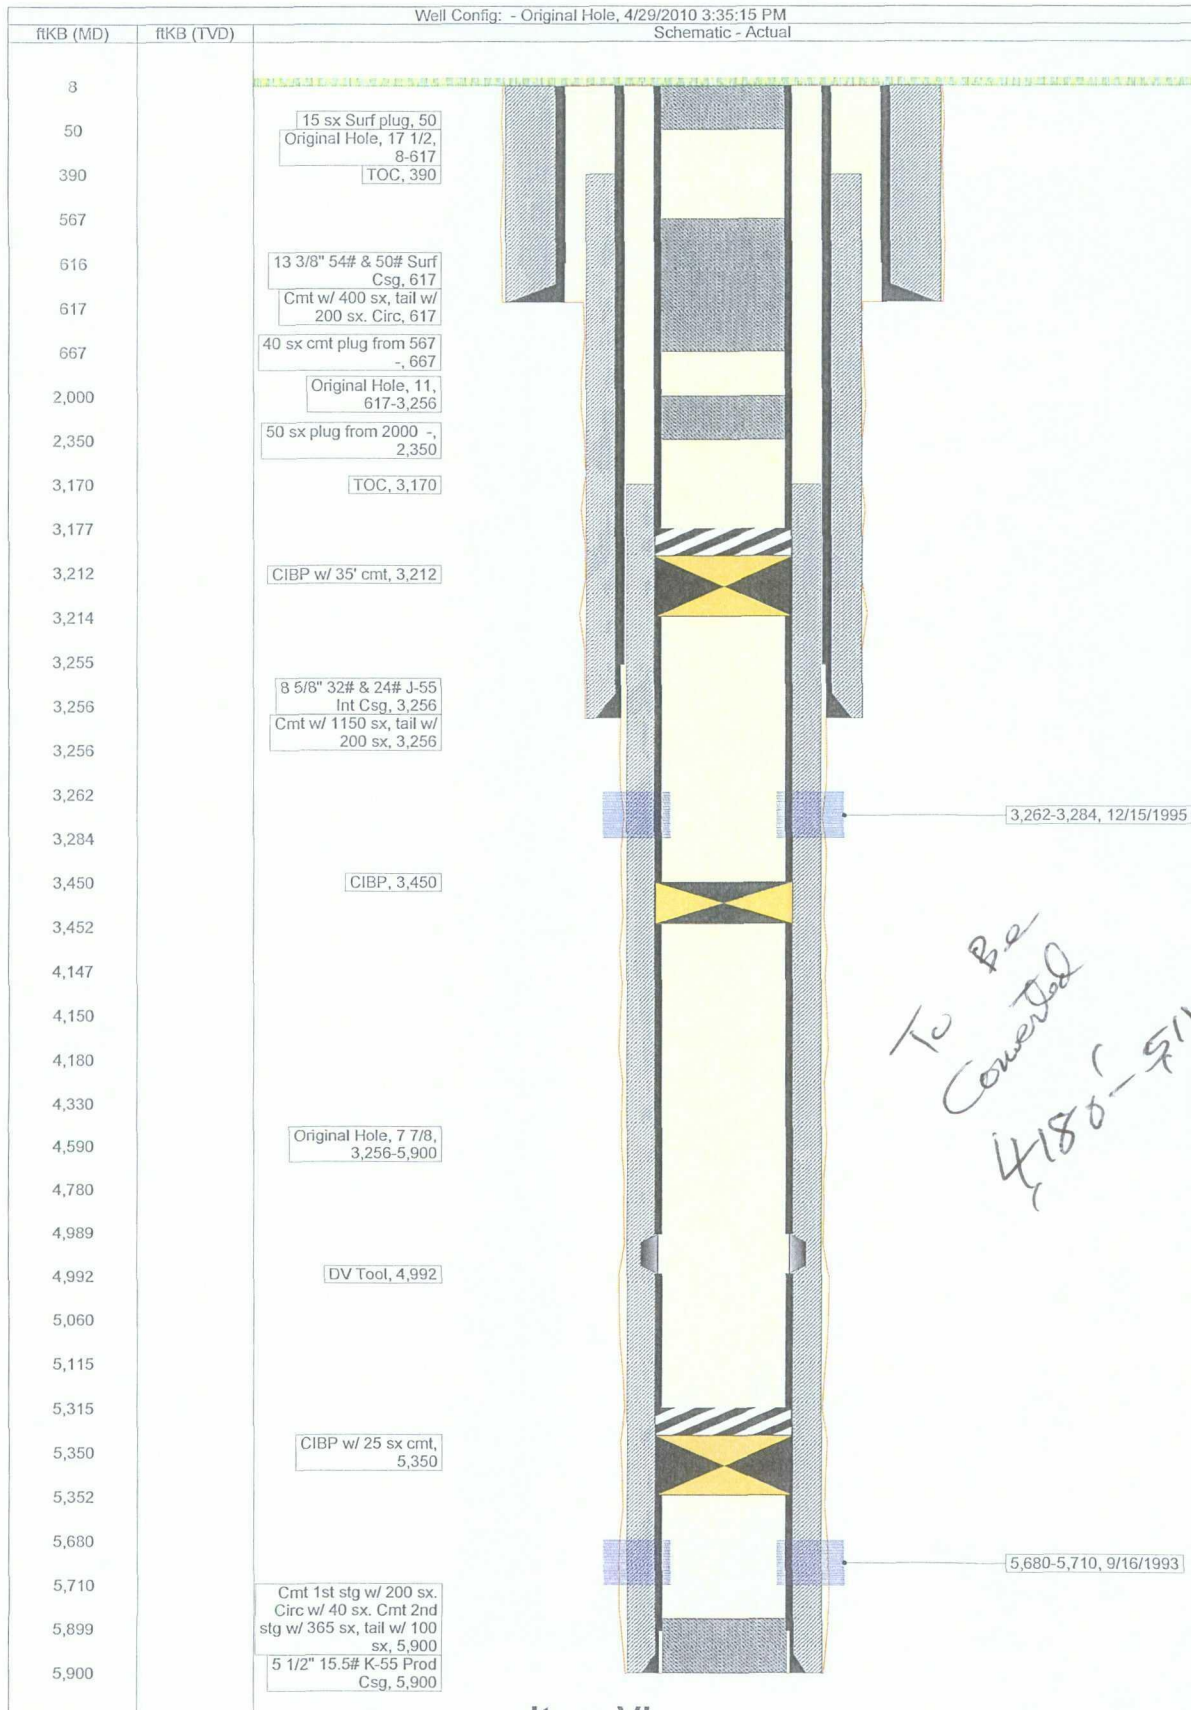 Well Config: - Original Hole, 4/29/2010 3:35:15 PM
ftKB (MD)
ftKB (TVD)
Schematic - Actual
8
50
390
567
616
617
667
2,000
2,350
3,170
3,177
3,212
3,214
3,255
3,256
3,256
3,262
3,284
3,450
3,452
4,147
4,150
4,180
4,330
4,590
4,780
4,989
4,992
5,060
5,115
5,315
5,350
5,352
5,680
5,710
5,899
5,900
15 sx Surf plug, 50
Original Hole, 17 1/2,
8-617
TOC, 390
13 3/8" 54# & 50# Surf
Csg, 617
Cmt w/ 400 sx, tail w/
200 sx. Circ, 617
40 sx cmt plug from 567
-, 667
Original Hole, 11,
617-3,256
50 sx plug from 2000 -,
2,350
TOC, 3,170
CIBP w/ 35' cmt, 3,212
8 5/8" 32# & 24# J-55
Int Csg, 3,256
Cmt w/ 1150 sx, tail w/
200 sx, 3,256
3,262-3,284, 12/15/1995
CIBP, 3,450
To Be
Converted
4,180'-
Original Hole, 7 7/8,
3,256-5,900
DV Tool, 4,992
CIBP w/ 25 sx cmt,
5,350
5,680-5,710, 9/16/1993
Cmt 1st stg w/ 200 sx.
Circ w/ 40 sx. Cmt 2nd
stg w/ 365 sx, tail w/ 100
sx, 5,900
5 1/2" 15.5# K-55 Prod
Csg, 5,900